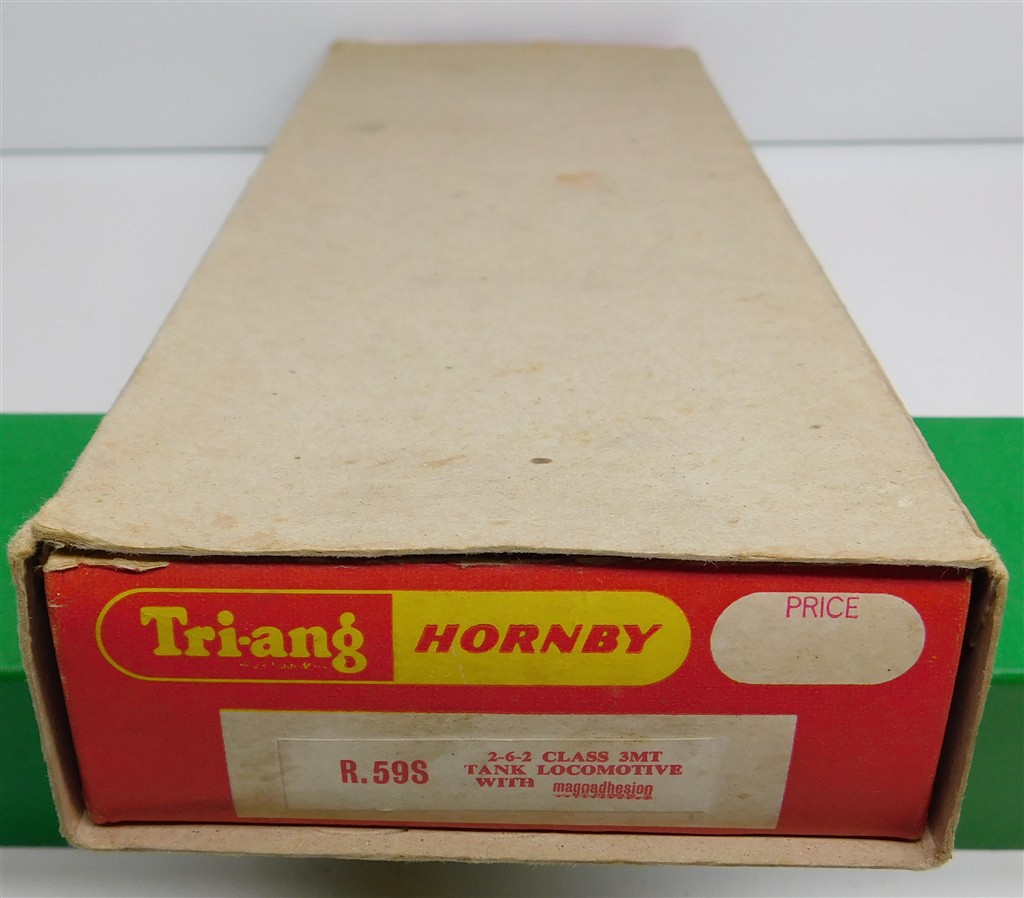 Tri-ang HORNBY
PRICE
R.59S
2-6-2 CLASS 3MT
TANK LOCOMOTIVE
WITH magnadhesion